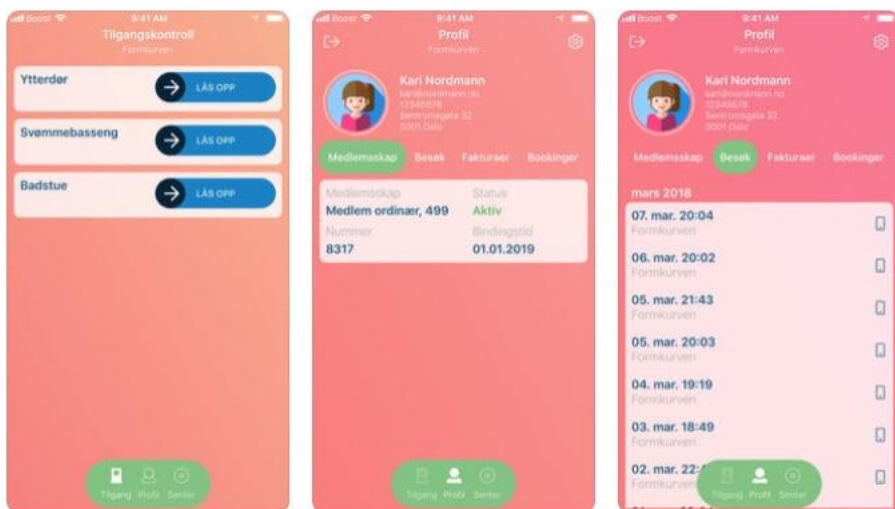 Boost
9:41 AM
Tilgangskontroll
Formkurven
Ytterdør
LÅS OPP
Svømmebasseng
LÅS OPP
Badstue
LÅS OPP
Tilgang Profil Senter
Boost
9:41 AM
Profil
Formkurven
Kari Nordmann
kari@nordmann.no
12345678
Sentrumsgata 32
0001 Oslo
Medlemsskap Besøk Fakturaer Bookinger
Medlemsskap Status
Medlem ordinær, 499 Aktiv
Nummer Bindingstid
8317 01.01.2019
Tilgang Profil Senter
Boost
9:41 AM
Profil
Formkurven
Kari Nordmann
kari@nordmann.no
12345678
Sentrumsgata 32
0001 Oslo
Medlemsskap Besøk Fakturaer Bookinger
mars 2018
07. mar. 20:04
Formkurven
06. mar. 20:02
Formkurven
05. mar. 21:43
Formkurven
05. mar. 20:03
Formkurven
04. mar. 19:19
Formkurven
03. mar. 18:49
Formkurven
02. mar.
Formkurven
Tilgang Profil Senter